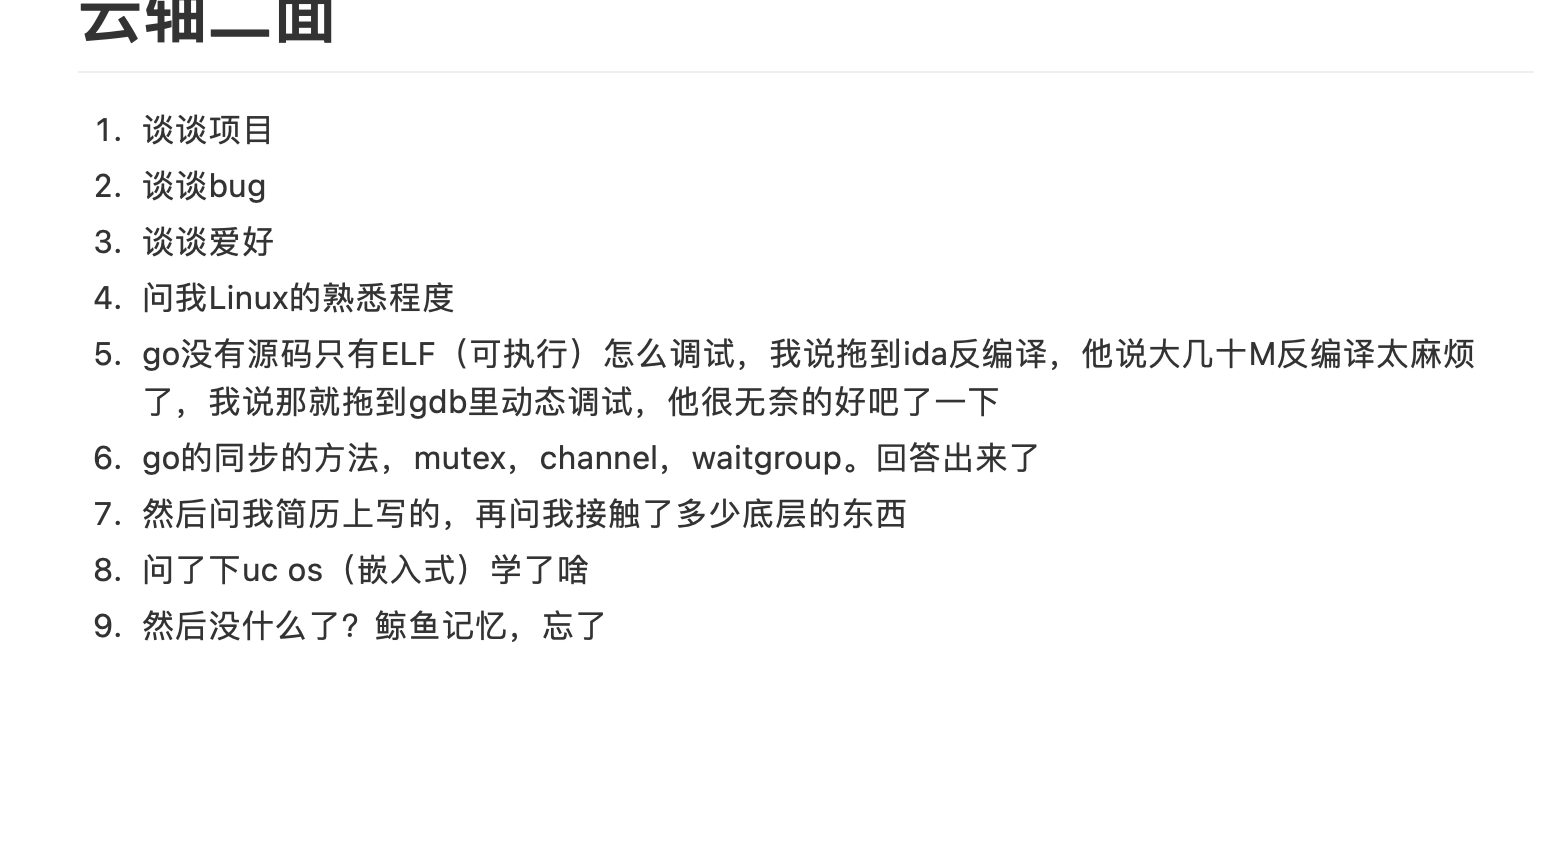 云轴二面
1. 谈谈项目
2. 谈谈bug
3. 谈谈爱好
4. 问我Linux的熟悉程度
5. go没有源码只有ELF（可执行）怎么调试，我说拖到ida反编译，他说大几十M反编译太麻烦
了，我说那就拖到gdb里动态调试，他很无奈的好吧了一下
6. go的同步的方法，mutex，channel，waitgroup。回答出来了
7. 然后问我简历上写的，再问我接触了多少底层的东西
8. 问了下uc os（嵌入式）学了啥
9. 然后没什么了？鲸鱼记忆，忘了